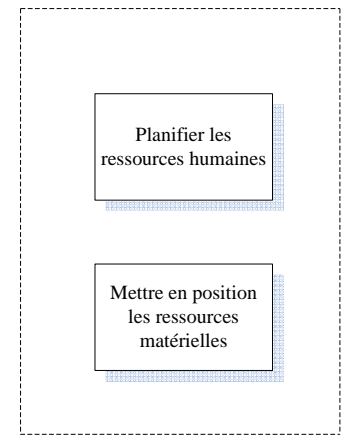 Planifier les
ressources humaines
Mettre en position
les ressources
matérielles